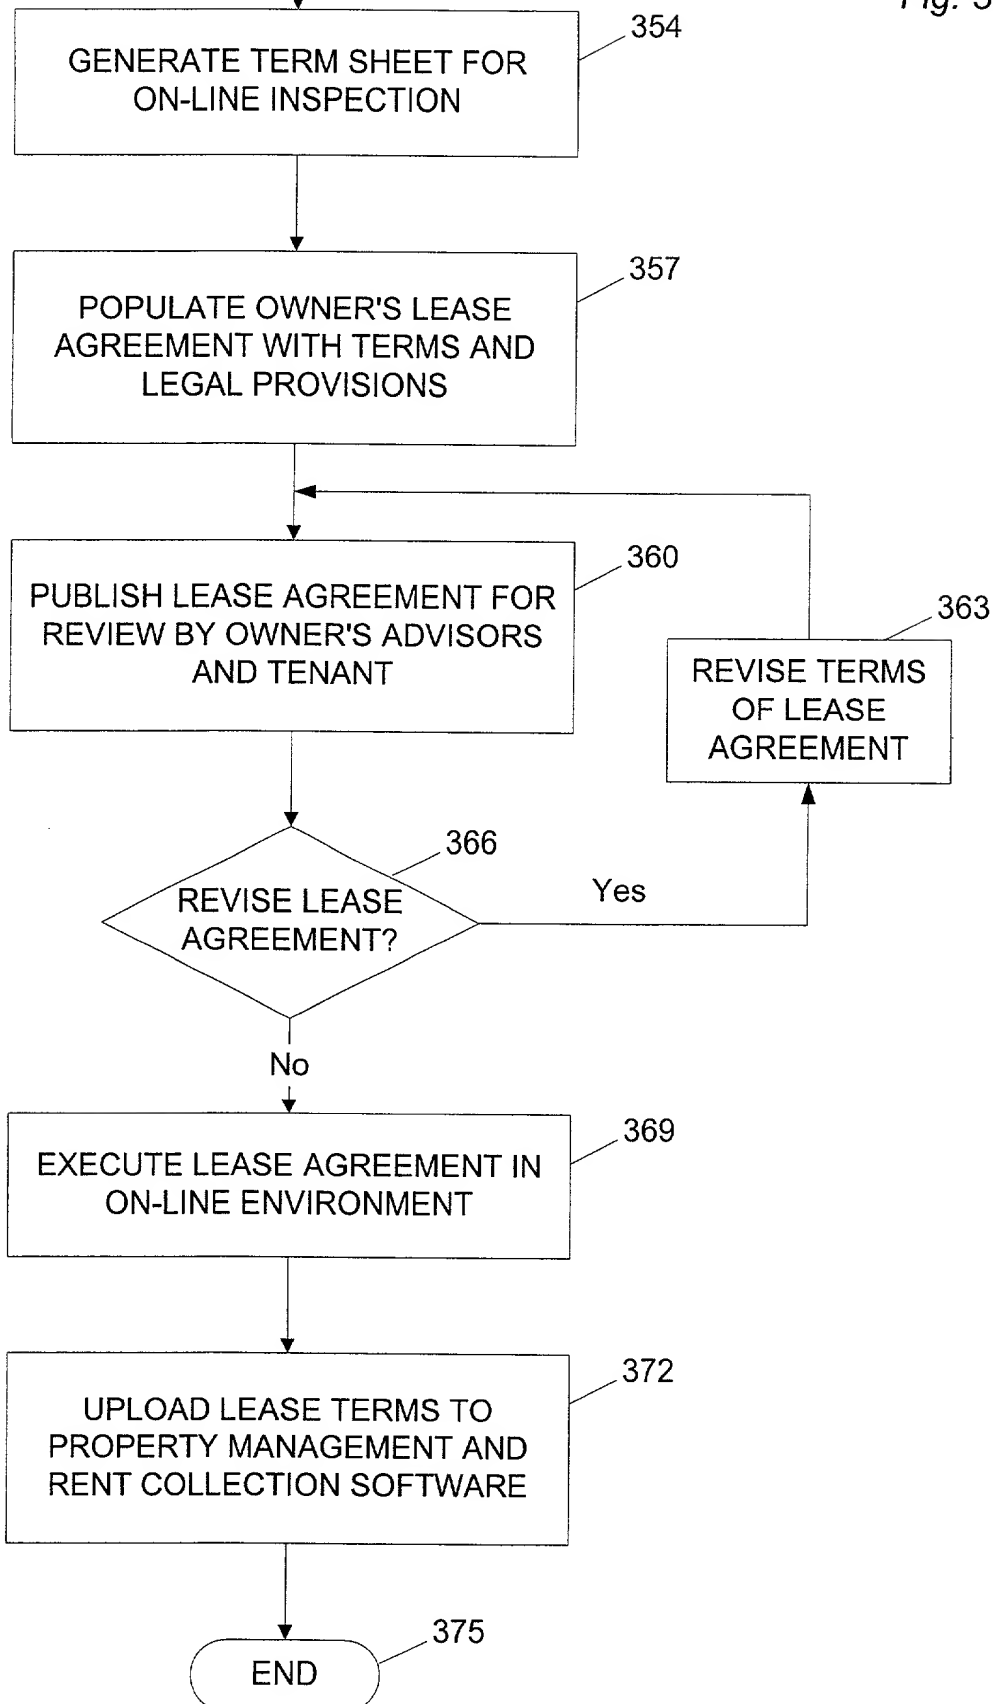 Fig. 3
354
GENERATE TERM SHEET FOR
ON-LINE INSPECTION
357
POPULATE OWNER'S LEASE
AGREEMENT WITH TERMS AND
LEGAL PROVISIONS
360
PUBLISH LEASE AGREEMENT FOR
REVIEW BY OWNER'S ADVISORS
AND TENANT
363
REVISE TERMS
OF LEASE
AGREEMENT
366
REVISE LEASE
AGREEMENT?
Yes
No
369
EXECUTE LEASE AGREEMENT IN
ON-LINE ENVIRONMENT
372
UPLOAD LEASE TERMS TO
PROPERTY MANAGEMENT AND
RENT COLLECTION SOFTWARE
375
END